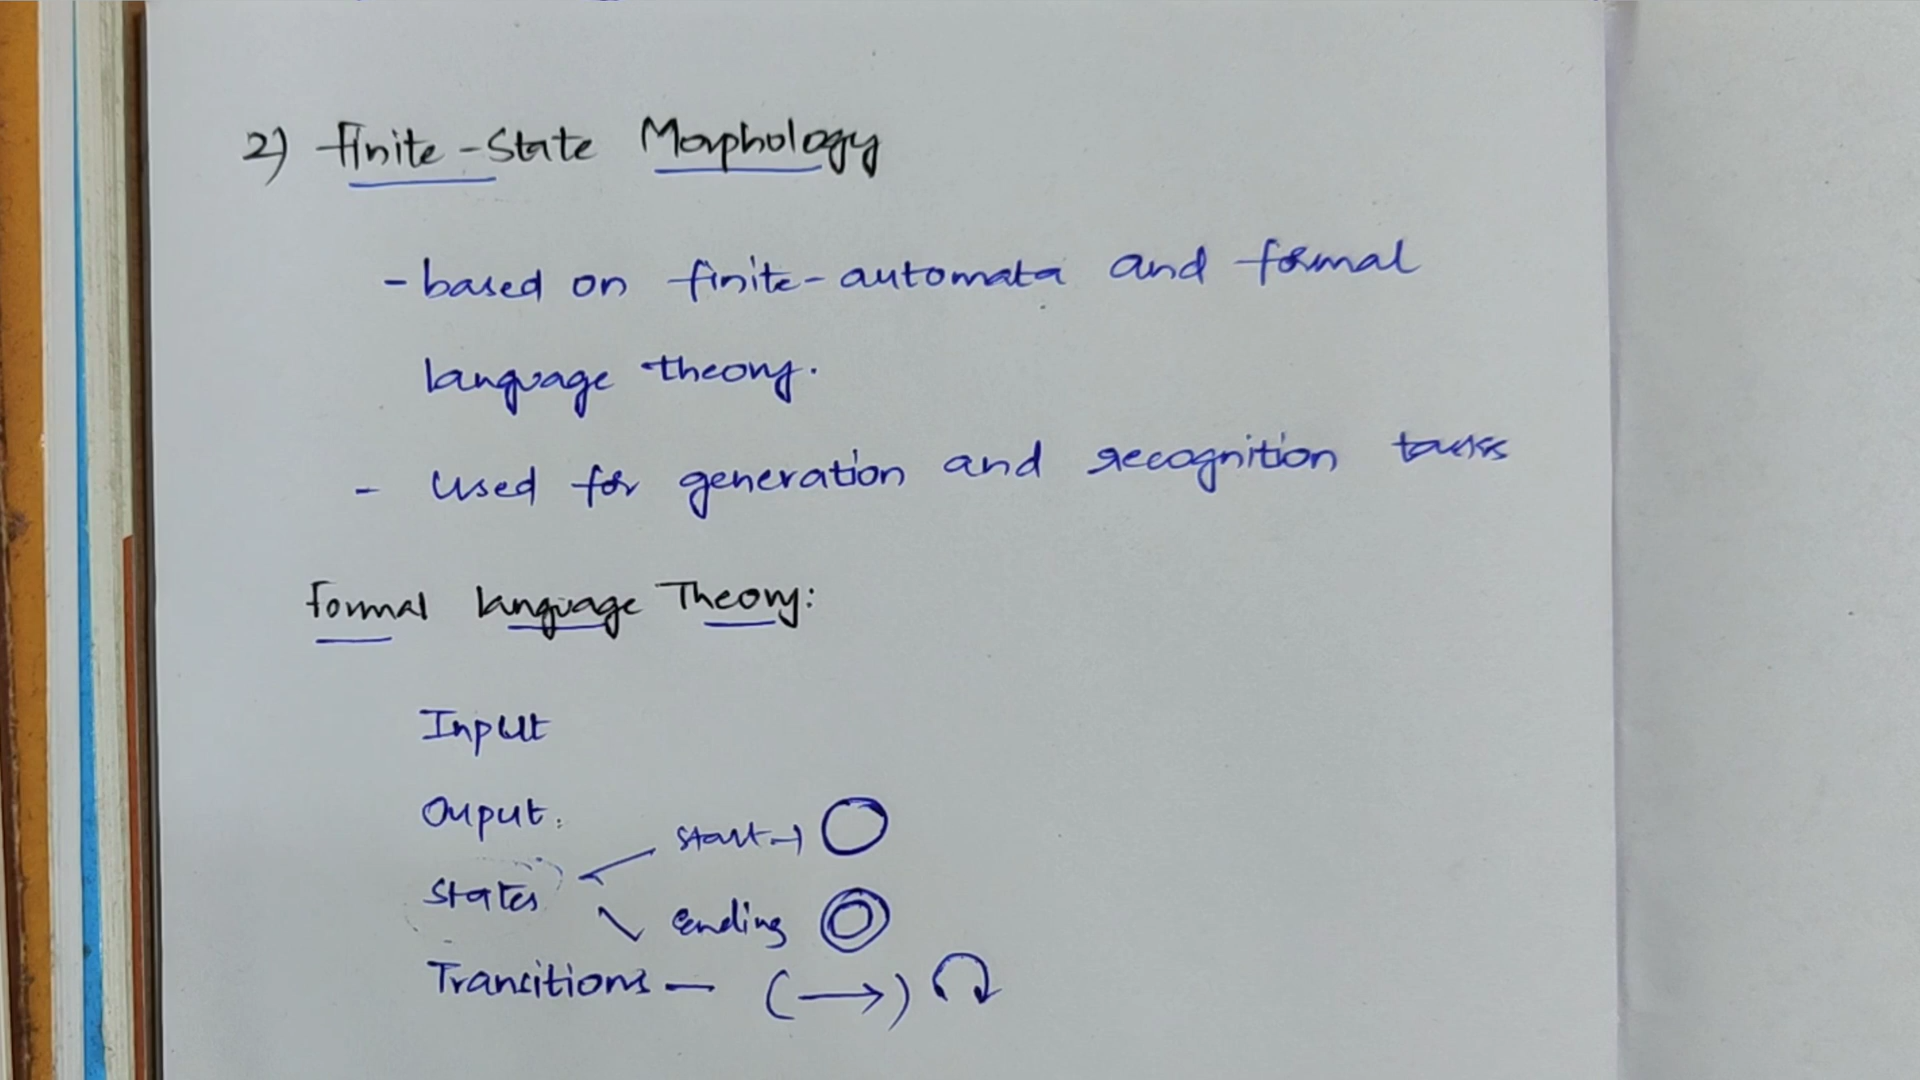 2) Finite-State Morphology
- based on finite-automata and formal
language theory.
- Used for generation and recognition tasks
Formal Language Theory:
Input
Ouput:
States
start →
Ending
Transitions — (→)